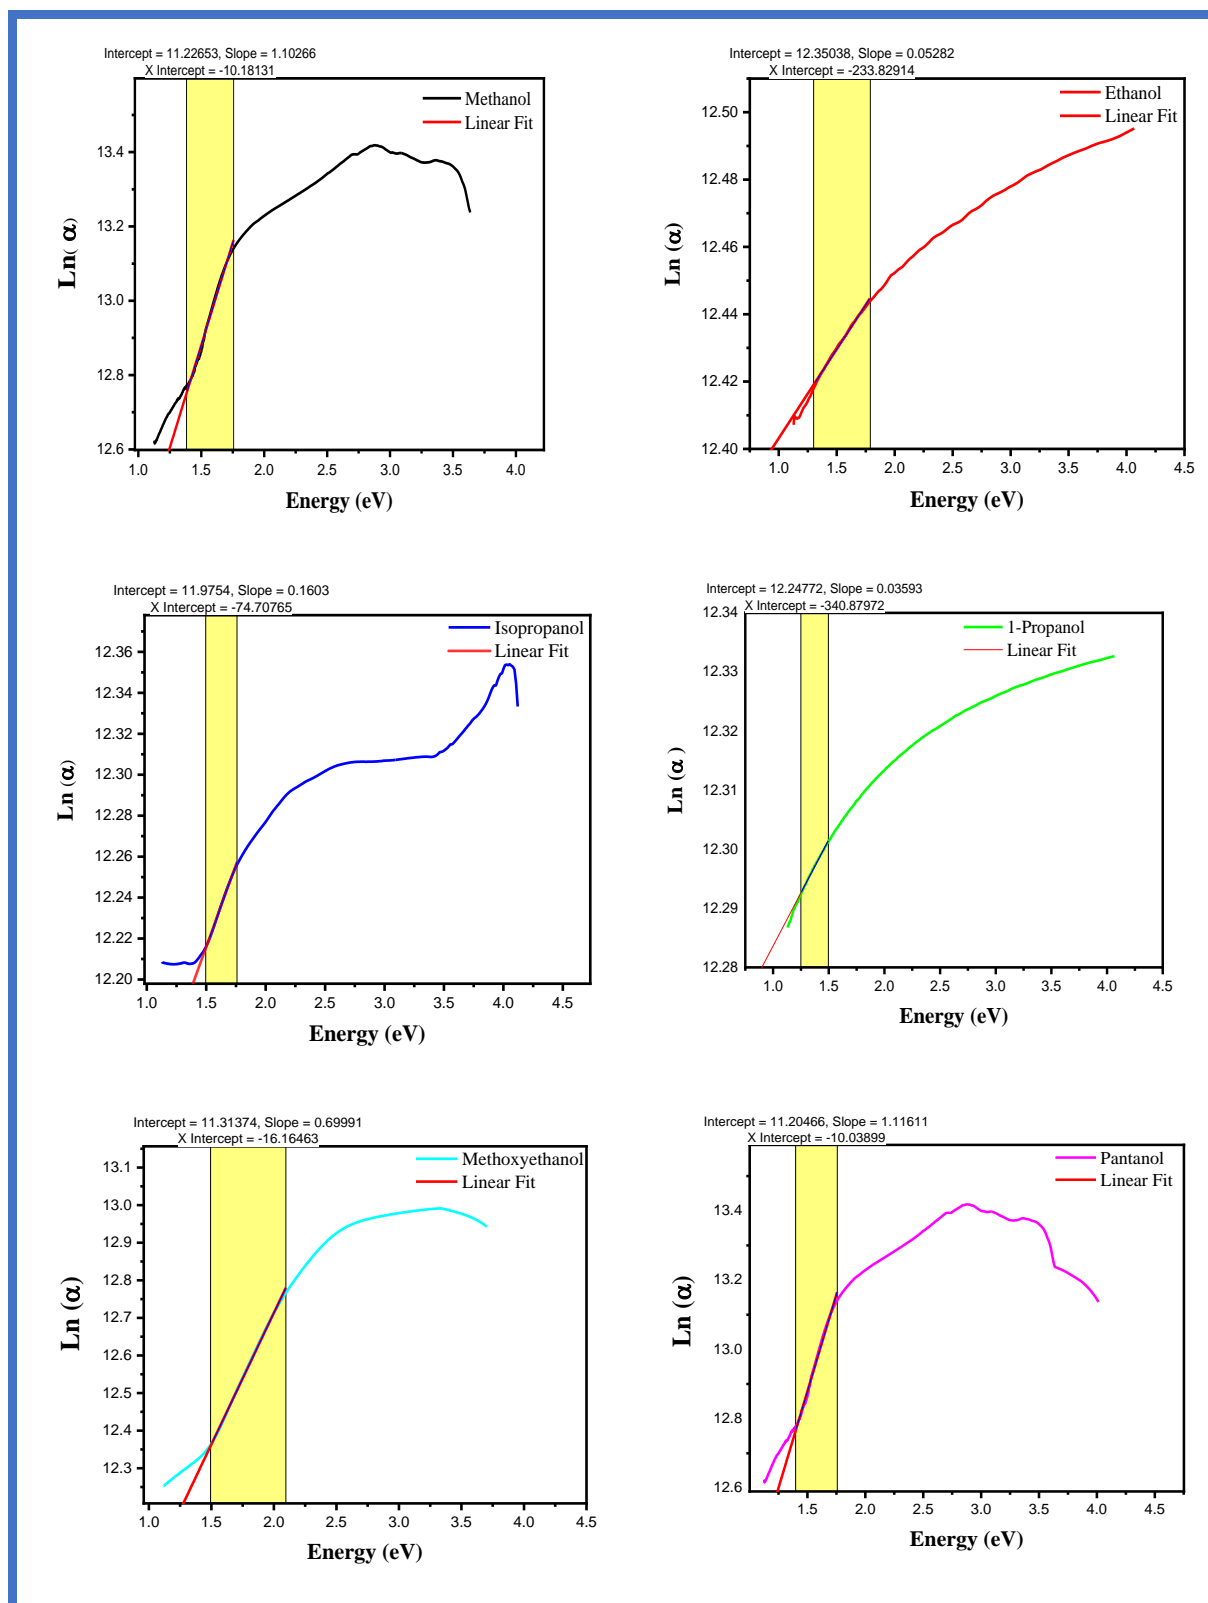 Intercept = 11.22653, Slope = 1.10266
X Intercept = -10.18131
Methanol
Linear Fit
13.4
13.2
13.0
12.8
12.6
Ln( α)
1.0 1.5 2.0 2.5 3.0 3.5 4.0
Energy (eV)
Intercept = 12.35038, Slope = 0.05282
X Intercept = -233.82914
Ethanol
Linear Fit
12.50
12.48
12.46
12.44
12.42
12.40
Ln (α)
1.0 1.5 2.0 2.5 3.0 3.5 4.0 4.5
Energy (eV)
Intercept = 11.9754, Slope = 0.1603
X Intercept = -74.70765
Isopropanol
Linear Fit
12.36
12.34
12.32
12.30
12.28
12.26
12.24
12.22
12.20
Ln (α)
1.0 1.5 2.0 2.5 3.0 3.5 4.0 4.5
Energy (eV)
Intercept = 12.24772, Slope = 0.03593
X Intercept = -340.87972
1-Propanol
Linear Fit
12.34
12.33
12.32
12.31
12.30
12.29
12.28
Ln (α )
1.0 1.5 2.0 2.5 3.0 3.5 4.0 4.5
Energy (eV)
Intercept = 11.31374, Slope = 0.69991
X Intercept = -16.16463
Methoxyethanol
Linear Fit
13.1
13.0
12.9
12.8
12.7
12.6
12.5
12.4
12.3
Ln (α)
1.0 1.5 2.0 2.5 3.0 3.5 4.0 4.5
Energy (eV)
Intercept = 11.20466, Slope = 1.11611
X Intercept = -10.03899
Pantanol
Linear Fit
13.4
13.2
13.0
12.8
12.6
Ln (α)
1.0 1.5 2.0 2.5 3.0 3.5 4.0 4.5
Energy (eV)